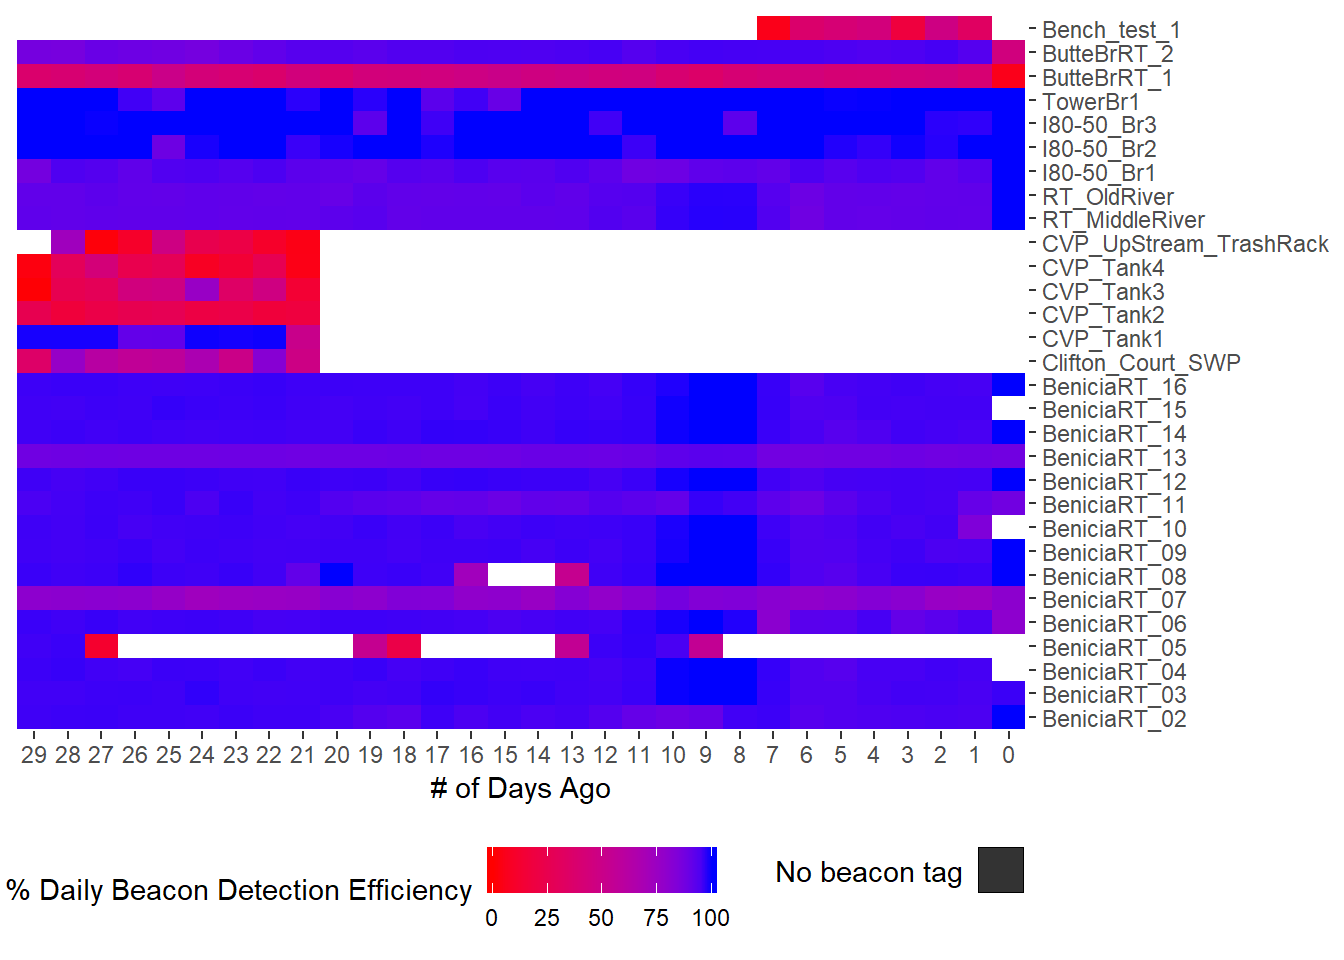 Bench_test_1
ButteBrRT_2
ButteBrRT_1
TowerBr1
I80-50_Br3
I80-50_Br2
I80-50_Br1
RT_OldRiver
RT_MiddleRiver
CVP_UpStream_TrashRack
CVP_Tank4
CVP_Tank3
CVP_Tank2
CVP_Tank1
Clifton_Court_SWP
BeniciaRT_16
BeniciaRT_15
BeniciaRT_14
BeniciaRT_13
BeniciaRT_12
BeniciaRT_11
BeniciaRT_10
BeniciaRT_09
BeniciaRT_08
BeniciaRT_07
BeniciaRT_06
BeniciaRT_05
BeniciaRT_04
BeniciaRT_03
BeniciaRT_02
29 28 27 26 25 24 23 22 21 20 19 18 17 16 15 14 13 12 11 10 9 8 7 6 5 4 3 2 1 0
# of Days Ago
% Daily Beacon Detection Efficiency
0 25 50 75 100
No beacon tag